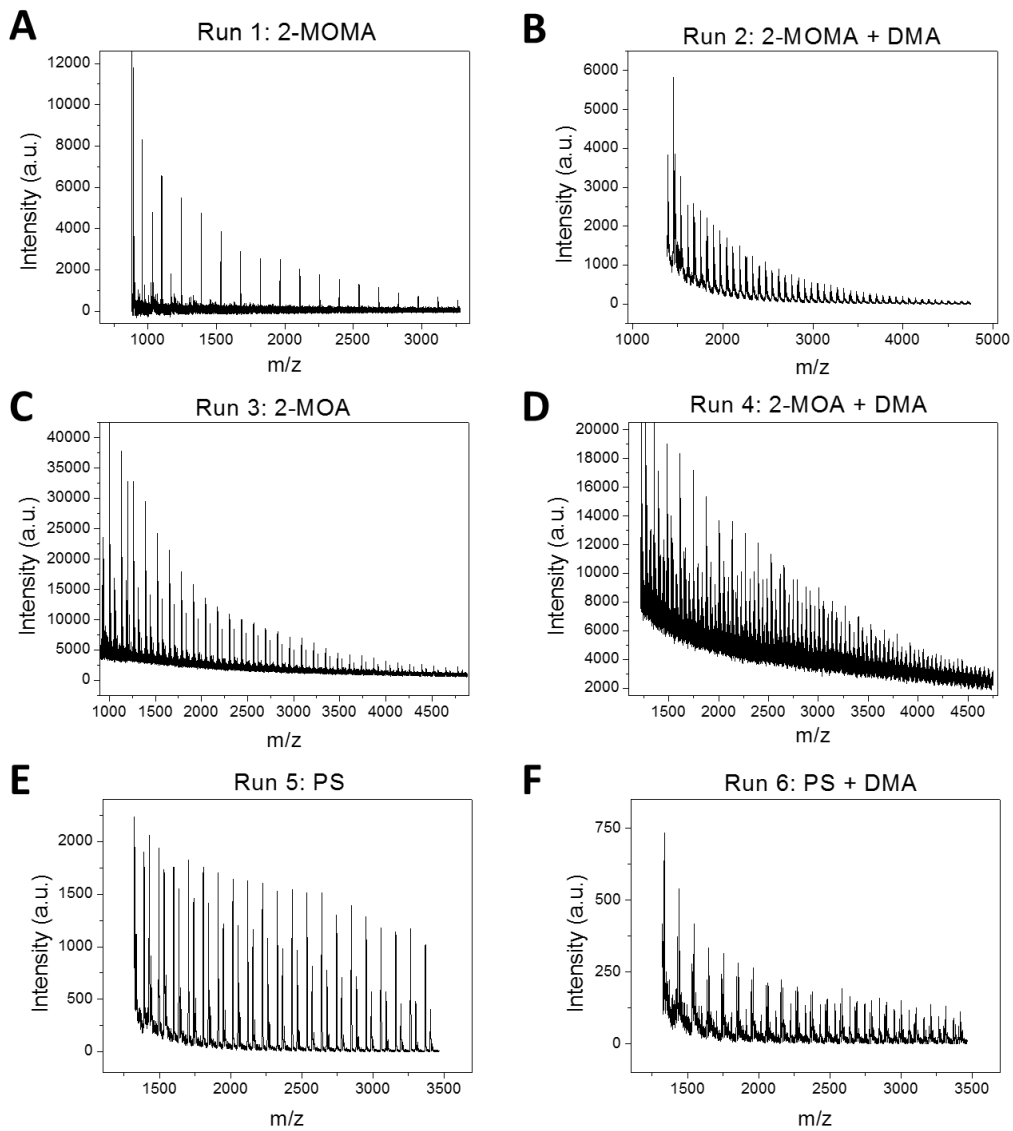 A
Run 1: 2-MOMA
Intensity (a.u.)
12000
10000
8000
6000
4000
2000
0
1000 1500 2000 2500 3000
m/z
B
Run 2: 2-MOMA + DMA
Intensity (a.u.)
6000
5000
4000
3000
2000
1000
0
1000 2000 3000 4000 5000
m/z
C
Run 3: 2-MOA
Intensity (a.u.)
40000
35000
30000
25000
20000
15000
10000
5000
0
1000 1500 2000 2500 3000 3500 4000 4500
m/z
D
Run 4: 2-MOA + DMA
Intensity (a.u.)
20000
18000
16000
14000
12000
10000
8000
6000
4000
2000
1500 2000 2500 3000 3500 4000 4500
m/z
E
Run 5: PS
Intensity (a.u.)
2000
1500
1000
500
0
1500 2000 2500 3000 3500
m/z
F
Run 6: PS + DMA
Intensity (a.u.)
750
500
250
0
1500 2000 2500 3000 3500
m/z